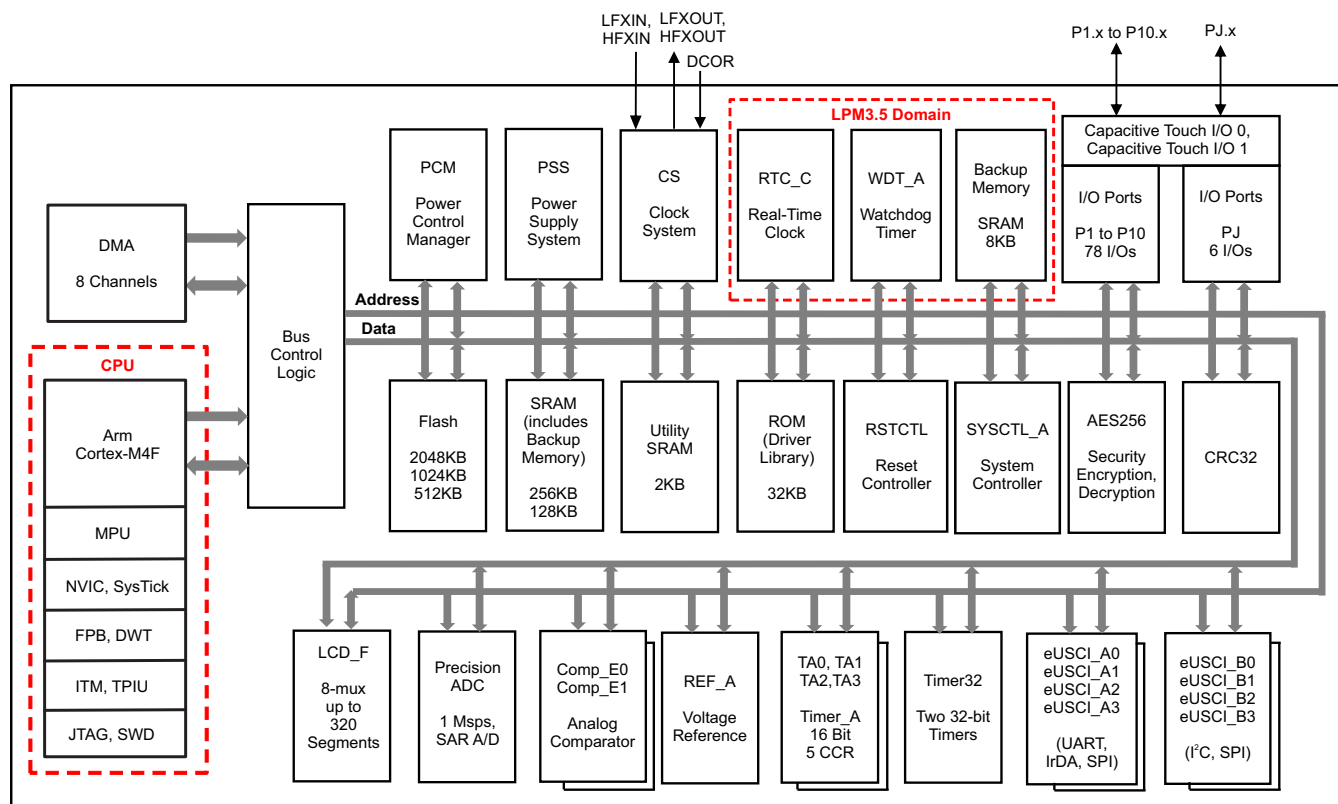 LFXIN,
HFXIN
LFXOUT,
HFXOUT
DCOR
P1.x to P10.x
PJ.x
LPM3.5 Domain
Capacitive Touch I/O 0,
Capacitive Touch I/O 1
PCM
Power
Control
Manager
PSS
Power
Supply
System
CS
Clock
System
RTC_C
Real-Time
Clock
WDT_A
Watchdog
Timer
Backup
Memory
SRAM
8KB
I/O Ports
P1 to P10
78 I/Os
I/O Ports
PJ
6 I/Os
DMA
8 Channels
Bus
Control
Logic
Address
Data
CPU
Arm
Cortex-M4F
MPU
NVIC, SysTick
FPB, DWT
ITM, TPIU
JTAG, SWD
Flash
2048KB
1024KB
512KB
SRAM
(includes
Backup
Memory)
256KB
128KB
Utility
SRAM
2KB
ROM
(Driver
Library)
32KB
RSTCTL
Reset
Controller
SYSCTL_A
System
Controller
AES256
Security
Encryption,
Decryption
CRC32
LCD_F
8-mux
up to
320
Segments
Precision
ADC
1 Msps,
SAR A/D
Comp_E0
Comp_E1
Analog
Comparator
REF_A
Voltage
Reference
TA0, TA1
TA2,TA3
Timer_A
16 Bit
5 CCR
Timer32
Two 32-bit
Timers
eUSCI_A0
eUSCI_A1
eUSCI_A2
eUSCI_A3
(UART,
IrDA, SPI)
eUSCI_B0
eUSCI_B1
eUSCI_B2
eUSCI_B3
(I²C, SPI)